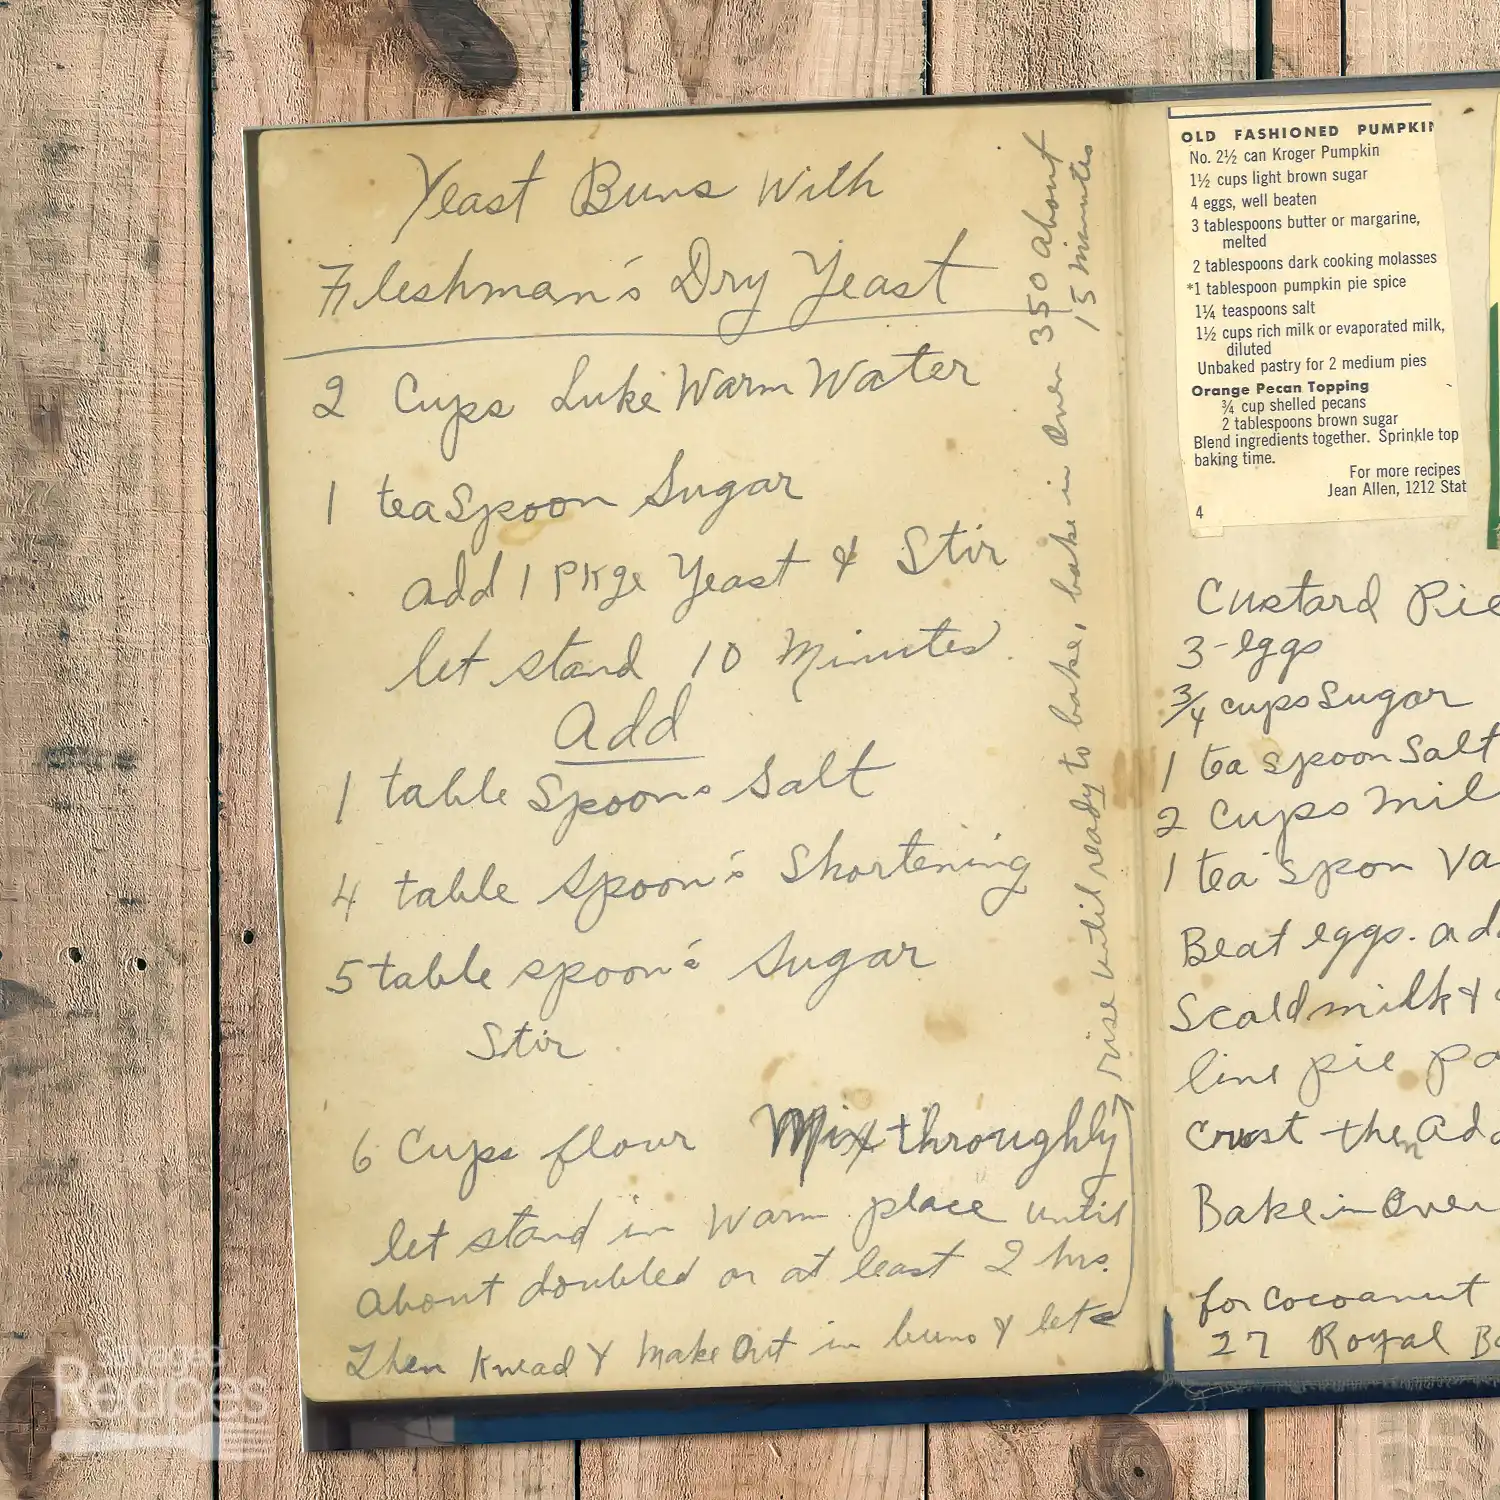 Yeast Buns With
Fleshman's Dry Yeast
2 Cups Luke Warm Water
1 teaSpoon Sugar
add 1 PKge Yeast & Stir
let stand 10 Minutes.
Add
1 table Spoons Salt
4 table Spoon's Shortening
5 table spoon's Sugar
Stir
6 Cups flour Mix throughly
let stand in Warm place until
About doubled or at least 2 hrs.
Then Knead & Make Out in buns & let
rise until ready to bake, bake in Oven 350 About
15 minutes
OLD FASHIONED PUMPKIN
No. 2½ can Kroger Pumpkin
1½ cups light brown sugar
4 eggs, well beaten
3 tablespoons butter or margarine,
melted
2 tablespoons dark cooking molasses
*1 tablespoon pumpkin pie spice
1¼ teaspoons salt
1½ cups rich milk or evaporated milk,
diluted
Unbaked pastry for 2 medium pies
Orange Pecan Topping
¾ cup shelled pecans
2 tablespoons brown sugar
Blend ingredients together. Sprinkle top
baking time.
For more recipes
Jean Allen, 1212 Stat
4
Custard Pie
3 - eggs
3/4 cups Sugar
1 tea spoon Salt
2 Cups Mil
1 tea spon Va
Beat eggs. ad
Scald milk &
line pie pa
Crust then Add
Bake in Oven
for Cocoanut
27 Royal Ba
Recipes